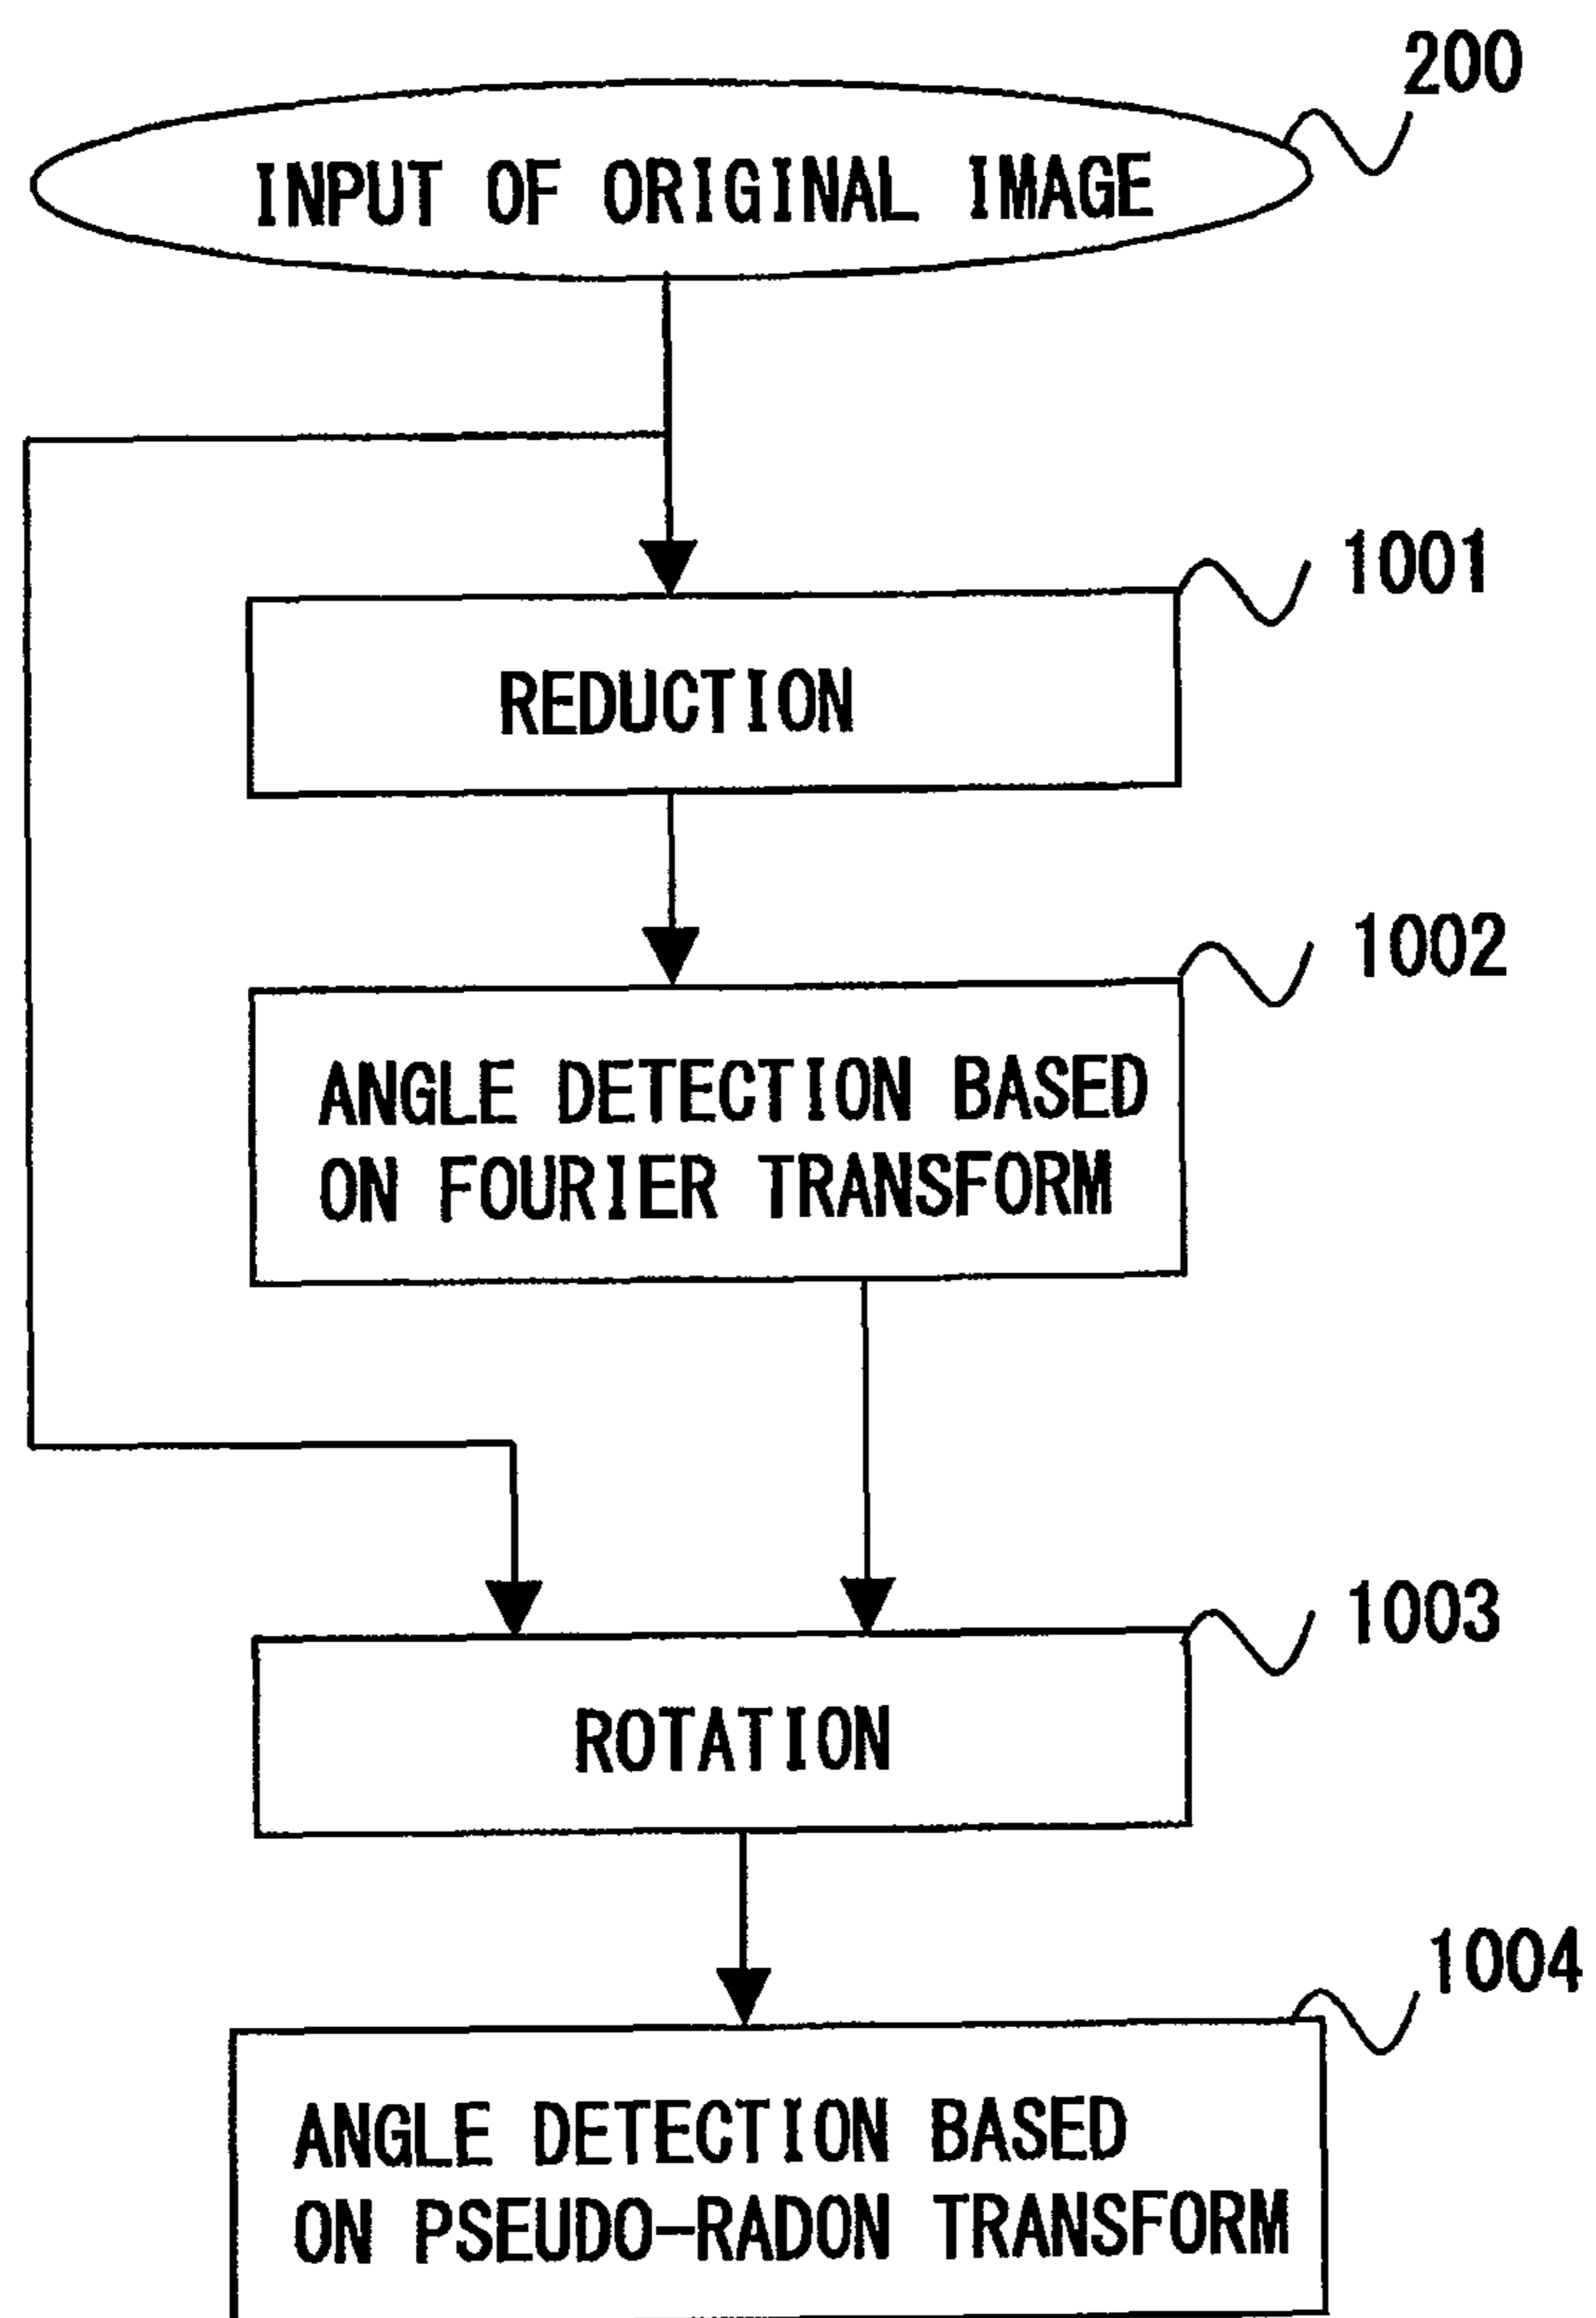 200
INPUT OF ORIGINAL IMAGE
1001
REDUCTION
1002
ANGLE DETECTION BASED
ON FOURIER TRANSFORM
1003
ROTATION
1004
ANGLE DETECTION BASED
ON PSEUDO-RADON TRANSFORM